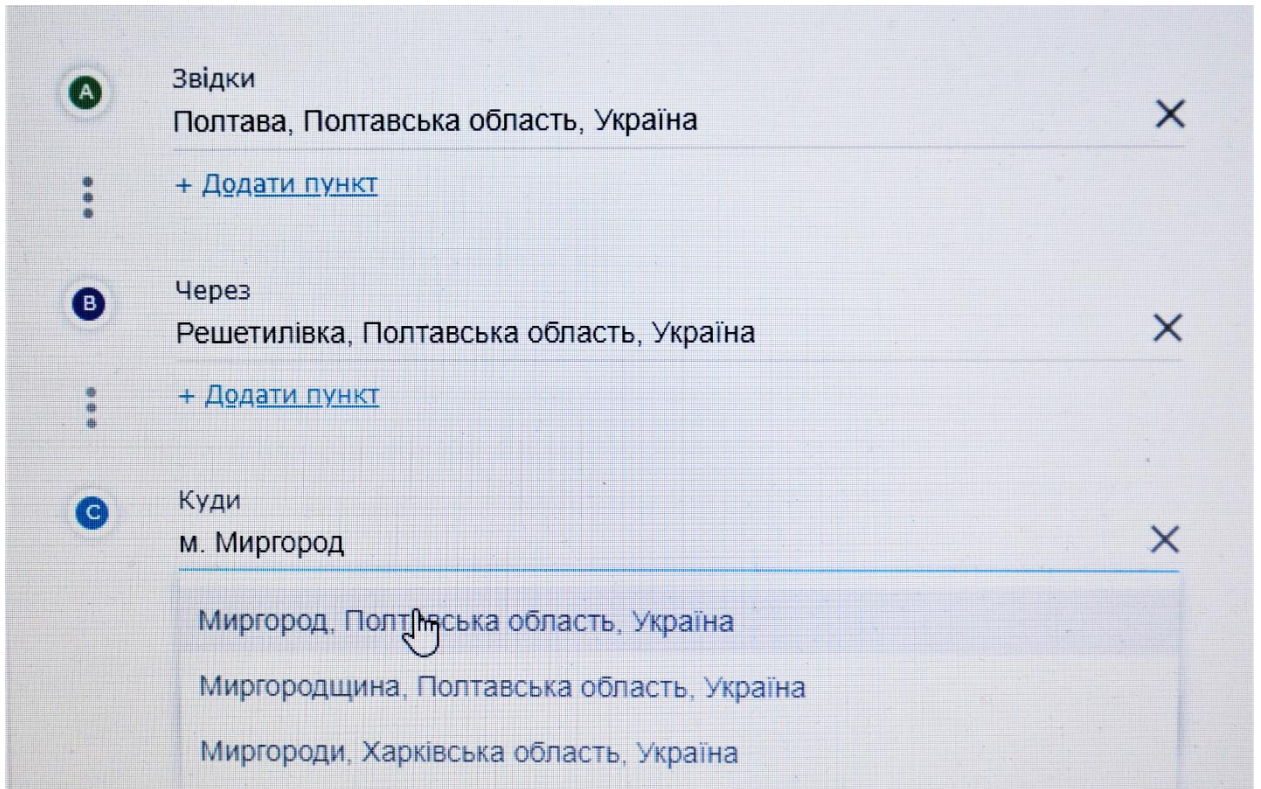 A
Звідки
Полтава, Полтавська область, Україна
+ Додати пункт
B
Через
Решетилівка, Полтавська область, Україна
+ Додати пункт
C
Куди
м. Миргород
Миргород, Полтавська область, Україна
Миргородщина, Полтавська область, Україна
Миргороди, Харківська область, Україна